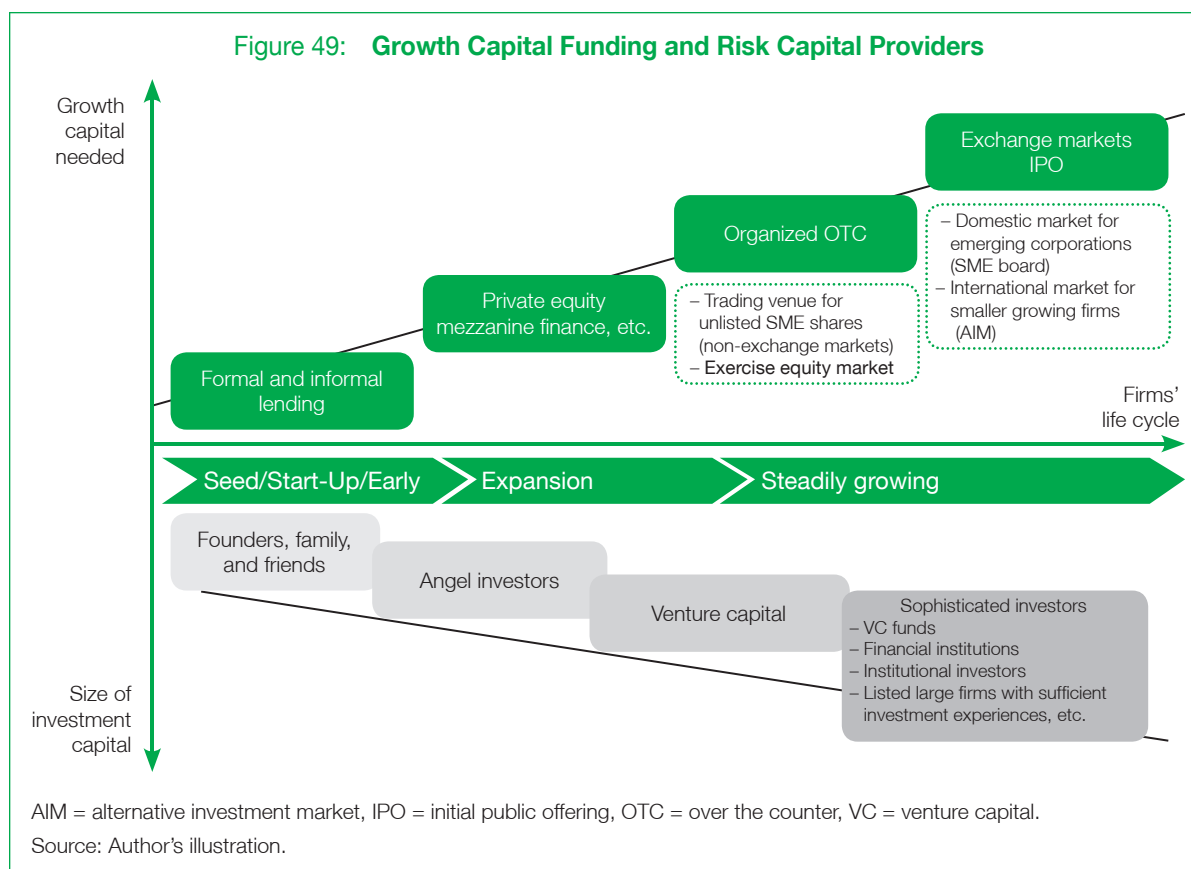 Figure 49: Growth Capital Funding and Risk Capital Providers
Growth
capital
needed
Exchange markets
IPO
– Domestic market for
emerging corporations
(SME board)
– International market for
smaller growing firms
(AIM)
Organized OTC
– Trading venue for
unlisted SME shares
(non-exchange markets)
– Exercise equity market
Private equity
mezzanine finance, etc.
Formal and informal
lending
Firms’
life cycle
Seed/Start-Up/Early
Expansion
Steadily growing
Founders, family,
and friends
Angel investors
Venture capital
Sophisticated investors
– VC funds
– Financial institutions
– Institutional investors
– Listed large firms with sufficient
investment experiences, etc.
Size of
investment
capital
AIM = alternative investment market, IPO = initial public offering, OTC = over the counter, VC = venture capital.
Source: Author’s illustration.